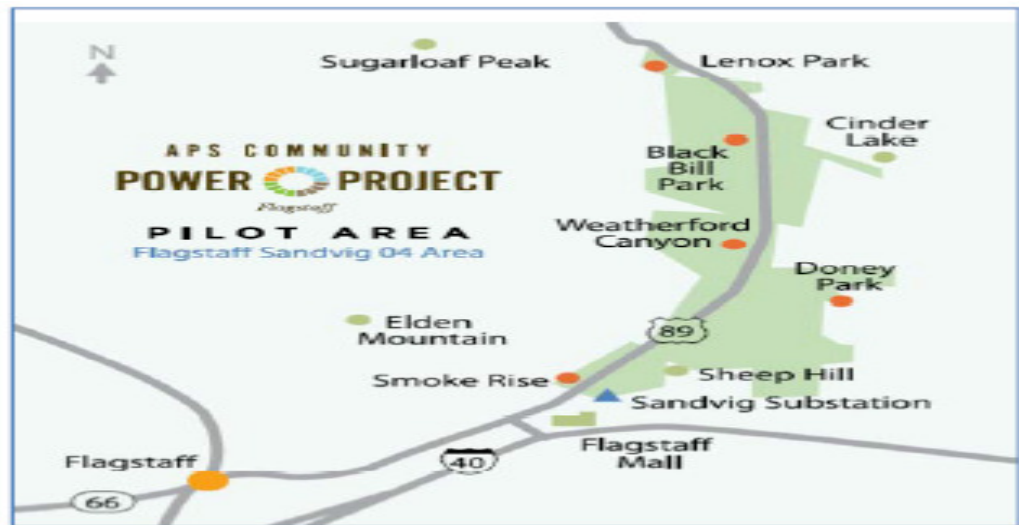 N
Sugarloaf Peak
Lenox Park
Cinder
Lake
APS COMMUNITY
POWER PROJECT
Flagstaff
PILOT AREA
Flagstaff Sandvig 04 Area
Black
Bill
Park
Weatherford
Canyon
Doney
Park
Elden
Mountain
89
Smoke Rise
Sheep Hill
Sandvig Substation
Flagstaff
Mall
Flagstaff
40
66